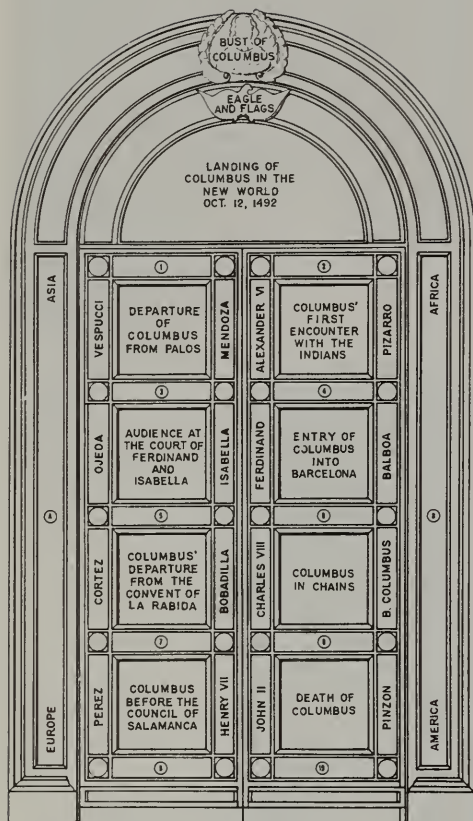 BUST OF
COLUMBUS
EAGLE
AND FLAGS
LANDING OF
COLUMBUS IN THE
NEW WORLD
OCT. 12, 1492
ASIA
EUROPE
A
AFRICA
AMERICA
B
1
2
VESPUCCI
DEPARTURE
OF
COLUMBUS
FROM PALOS
MENDOZA
ALEXANDER VI
COLUMBUS'
FIRST
ENCOUNTER
WITH THE
INDIANS
PIZARRO
3
4
OJEDA
AUDIENCE AT
THE COURT OF
FERDINAND
AND
ISABELLA
ISABELLA
FERDINAND
ENTRY OF
COLUMBUS
INTO
BARCELONA
BALBOA
5
6
CORTEZ
COLUMBUS'
DEPARTURE
FROM THE
CONVENT OF
LA RABIDA
BOBADILLA
CHARLES VIII
COLUMBUS
IN CHAINS
B. COLUMBUS
7
8
PEREZ
COLUMBUS
BEFORE THE
COUNCIL OF
SALAMANCA
HENRY VII
JOHN II
DEATH OF
COLUMBUS
PINZON
9
10